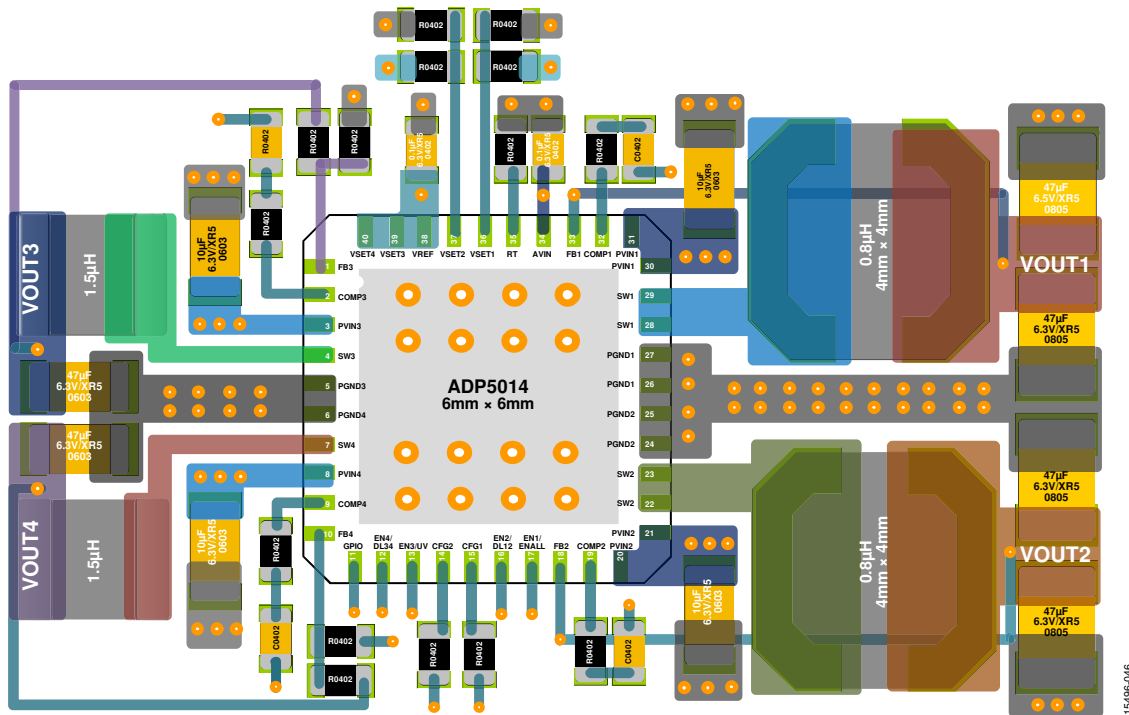 R0402
R0402
R0402
R0402
R0402
R0402
R0402
0.1µF
6.3V/XR5
0402
R0402
0.1µF
6.3V/XR5
0402
R0402
C0402
10µF
6.3V/XR5
0603
47µF
6.5V/XR5
0805
R0402
10µF
6.3V/XR5
0603
VOUT3
1.5µH
0.8µH
4mm × 4mm
VOUT1
47µF
6.3V/XR5
0805
40 39 38 37 36 35 34 33 32 31
VSET4 VSET3 VREF VSET2 VSET1 RT AVIN FB1 COMP1 PVIN1
1 FB3
2 COMP3
3 PVIN3
4 SW3
5 PGND3
6 PGND4
7 SW4
8 PVIN4
9 COMP4
10 FB4
PVIN1 30
SW1 29
SW1 28
PGND1 27
PGND1 26
PGND2 25
PGND2 24
SW2 23
SW2 22
PVIN2 21
ADP5014
6mm × 6mm
47µF
6.3V/XR5
0603
47µF
6.3V/XR5
0603
VOUT4
1.5µH
10µF
6.3V/XR5
0603
GPIO EN4/
DL34 EN3/UV CFG2 CFG1 EN2/
DL12 EN1/
ENALL FB2 COMP2 PVIN2
11 12 13 14 15 16 17 18 19 20
47µF
6.3V/XR5
0805
0.8µH
4mm × 4mm
VOUT2
47µF
6.3V/XR5
0805
10µF
6.3V/XR5
0603
R0402
C0402
R0402
R0402
R0402
R0402
R0402
C0402
15496-046